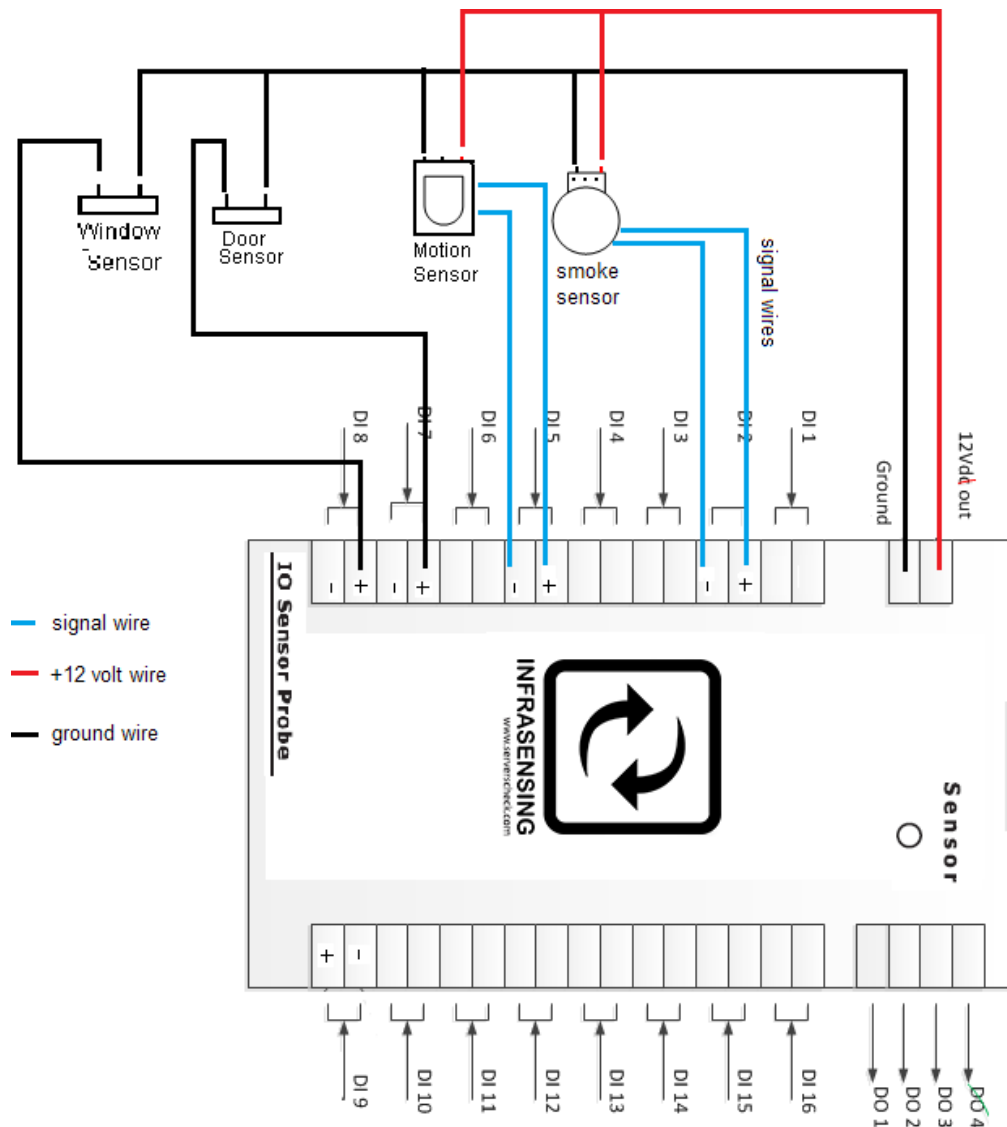 Window
Sensor
Door
Sensor
Motion
Sensor
smoke
sensor
signal wires
DI 8
DI 7
DI 6
DI 5
DI 4
DI 3
DI 2
DI 1
Ground
12Vdc out
- + - + - + - +
IO Sensor Probe
signal wire
+12 volt wire
ground wire
INFRASENSING
www.serverscheck.com
Sensor
+ -
DI 9
DI 10
DI 11
DI 12
DI 13
DI 14
DI 15
DI 16
DO 1
DO 2
DO 3
DO 4